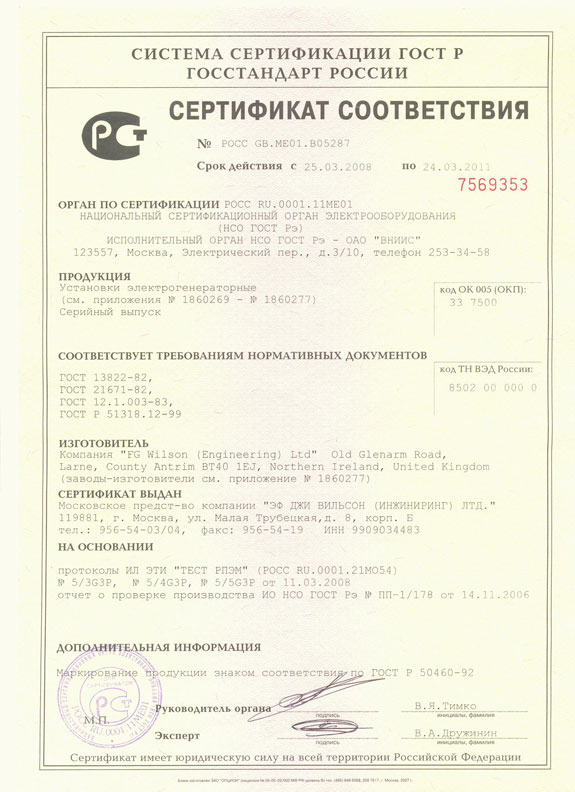 СИСТЕМА СЕРТИФИКАЦИИ ГОСТ Р
ГОССТАНДАРТ РОССИИ
СЕРТИФИКАТ СООТВЕТСТВИЯ
№ РОСС GB.ME01.B05287
Срок действия с 25.03.2008 по 24.03.2011
7569353
ОРГАН ПО СЕРТИФИКАЦИИ РОСС RU.0001.11ME01
НАЦИОНАЛЬНЫЙ СЕРТИФИКАЦИОННЫЙ ОРГАН ЭЛЕКТРООБОРУДОВАНИЯ
(НСО ГОСТ Рэ)
ИСПОЛНИТЕЛЬНЫЙ ОРГАН НСО ГОСТ Рэ - ОАО "ВНИИС"
123557, Москва, Электрический пер., д.3/10, телефон 253-34-58
ПРОДУКЦИЯ
Установки электрогенераторные
(см. приложения № 1860269 - № 1860277)
Серийный выпуск
код ОК 005 (ОКП):
33 7500
СООТВЕТСТВУЕТ ТРЕБОВАНИЯМ НОРМАТИВНЫХ ДОКУМЕНТОВ
ГОСТ 13822-82,
ГОСТ 21671-82,
ГОСТ 12.1.003-83,
ГОСТ Р 51318.12-99
код ТН ВЭД России:
8502 00 000 0
ИЗГОТОВИТЕЛЬ
Компания "FG Wilson (Engineering) Ltd" Old Glenarm Road,
Larne, County Antrim BT40 1EJ, Northern Ireland, United Kingdom
(заводы-изготовители см. приложение № 1860277)
СЕРТИФИКАТ ВЫДАН
Московское предст-во компании "ЭФ ДЖИ ВИЛЬСОН (ИНЖИНИРИНГ) ЛТД."
119881, г. Москва, ул. Малая Трубецкая,д. 8, корп. Б
тел.: 956-54-03/04, факс: 956-54-19 ИНН 9909034483
НА ОСНОВАНИИ
протоколы ИЛ ЭТИ "ТЕСТ РПЭМ" (РОСС RU.0001.21МО54)
№ 5/3G3P, № 5/4G3P, № 5/5G3P от 11.03.2008
отчет о проверке производства ИО НСО ГОСТ Рэ № ПП-1/178 от 14.11.2006
ДОПОЛНИТЕЛЬНАЯ ИНФОРМАЦИЯ
Маркирование продукции знаком соответствия по ГОСТ Р 50460-92
Руководитель органа
подпись
В.Я.Тимко
инициалы, фамилия
М.П.
Эксперт
подпись
В.А.Дружинин
инициалы, фамилия
Сертификат имеет юридическую силу на всей территории Российской Федерации